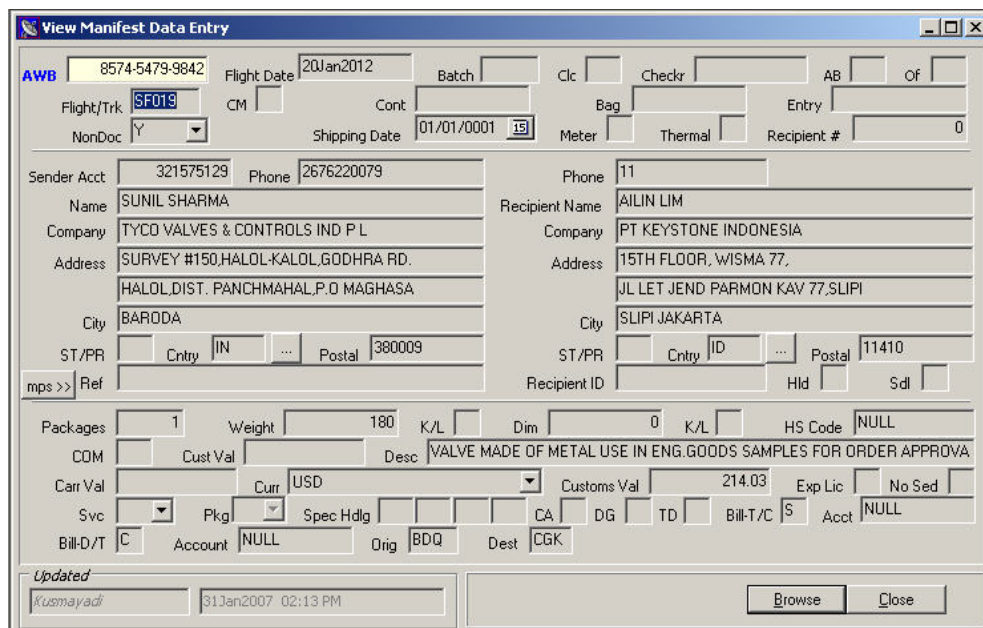 View Manifest Data Entry
AWB 8574-5479-9842 Flight Date 20Jan2012 Batch Clc Checkr AB Of
Flight/Trk SF019 CM Cont Bag Entry
NonDoc Y Shipping Date 01/01/0001 15 Meter Thermal Recipient # 0
Sender Acct 321575129 Phone 2676220079 Phone 11
Name SUNIL SHARMA Recipient Name AILIN LIM
Company TYCO VALVES & CONTROLS IND P L Company PT KEYSTONE INDONESIA
Address SURVEY #150,HALOL-KALOL,GODHRA RD. Address 15TH FLOOR, WISMA 77,
HALOL,DIST. PANCHMAHAL,P.O MAGHASA JL LET JEND PARMON KAV 77,SLIPI
City BARODA City SLIPI JAKARTA
ST/PR Cntry IN ... Postal 380009 ST/PR Cntry ID ... Postal 11410
mps >> Ref Recipient ID Hld Sdl
Packages 1 Weight 180 K/L Dim 0 K/L HS Code NULL
COM Cust Val Desc VALVE MADE OF METAL USE IN ENG.GOODS SAMPLES FOR ORDER APPROVA
Carr Val Curr USD Customs Val 214.03 Exp Lic No Sed
Svc Pkg Spec Hdlg CA DG TD Bill-T/C S Acct NULL
Bill-D/T C Account NULL Orig BDQ Dest CGK
Updated
Kusmayadi 31Jan2007 02:13 PM Browse Close